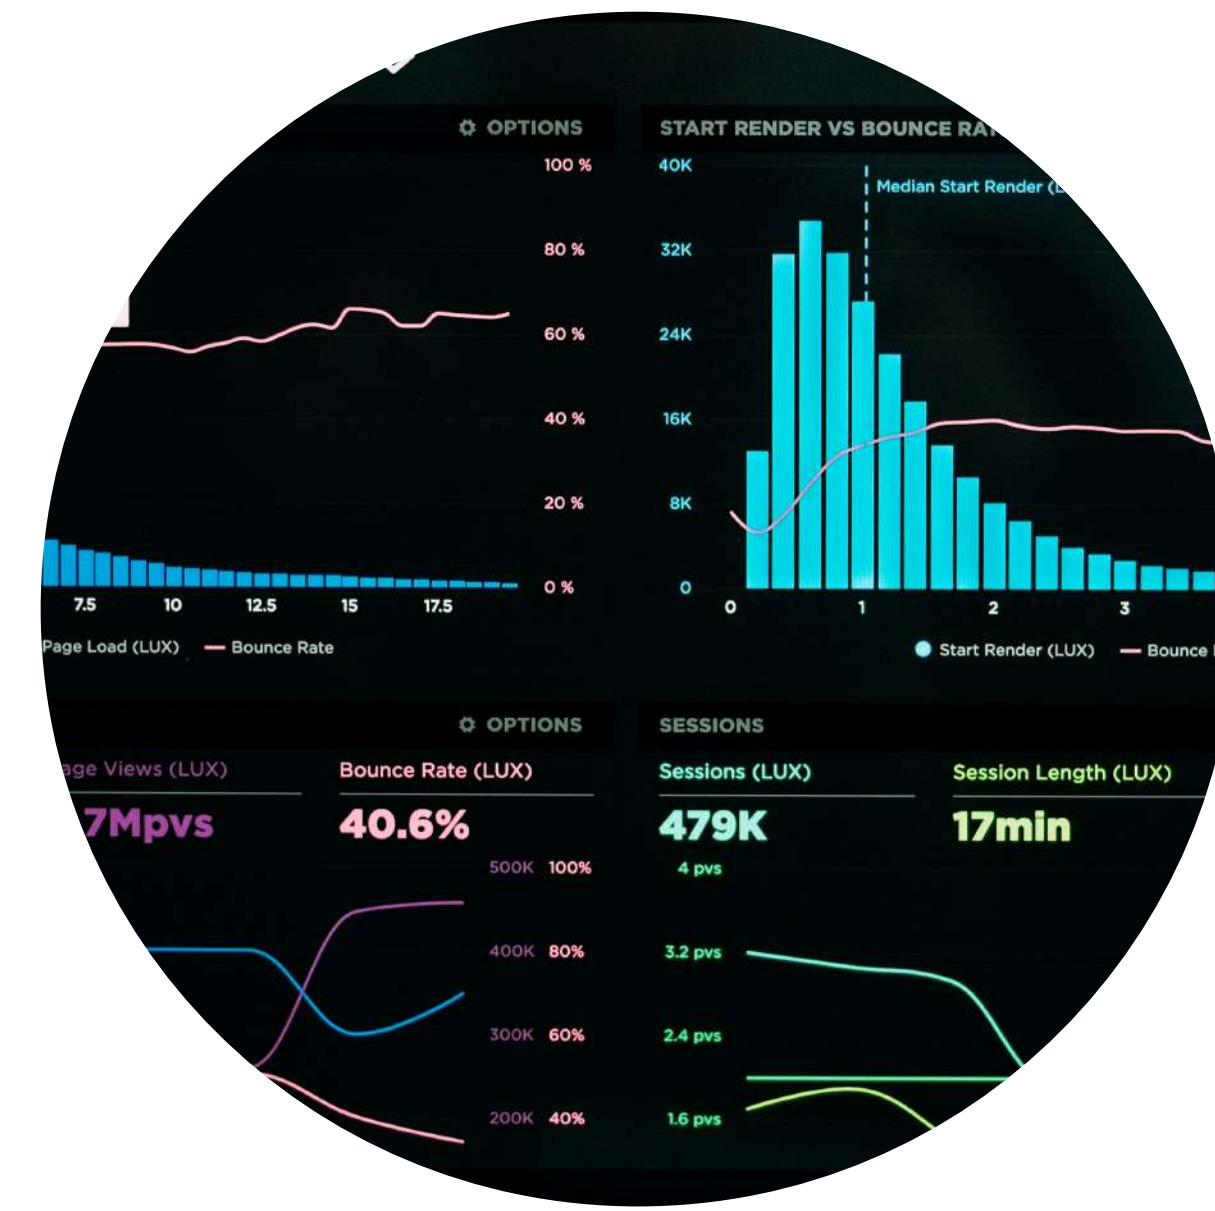 OPTIONS
100 %
80 %
60 %
40 %
20 %
0 %
7.5 10 12.5 15 17.5
Page Load (LUX) Bounce Rate
START RENDER VS BOUNCE
40K
Median Start Render
32K
24K
16K
8K
0
0 1 2 3
Start Render (LUX) Bounce
OPTIONS
Views (LUX) Bounce Rate (LUX)
7Mpvs 40.6%
500K 100%
400K 80%
300K 60%
200K 40%
SESSIONS
Sessions (LUX) Session Length (LUX)
479K 17min
4 pvs
3.2 pvs
2.4 pvs
1.6 pvs